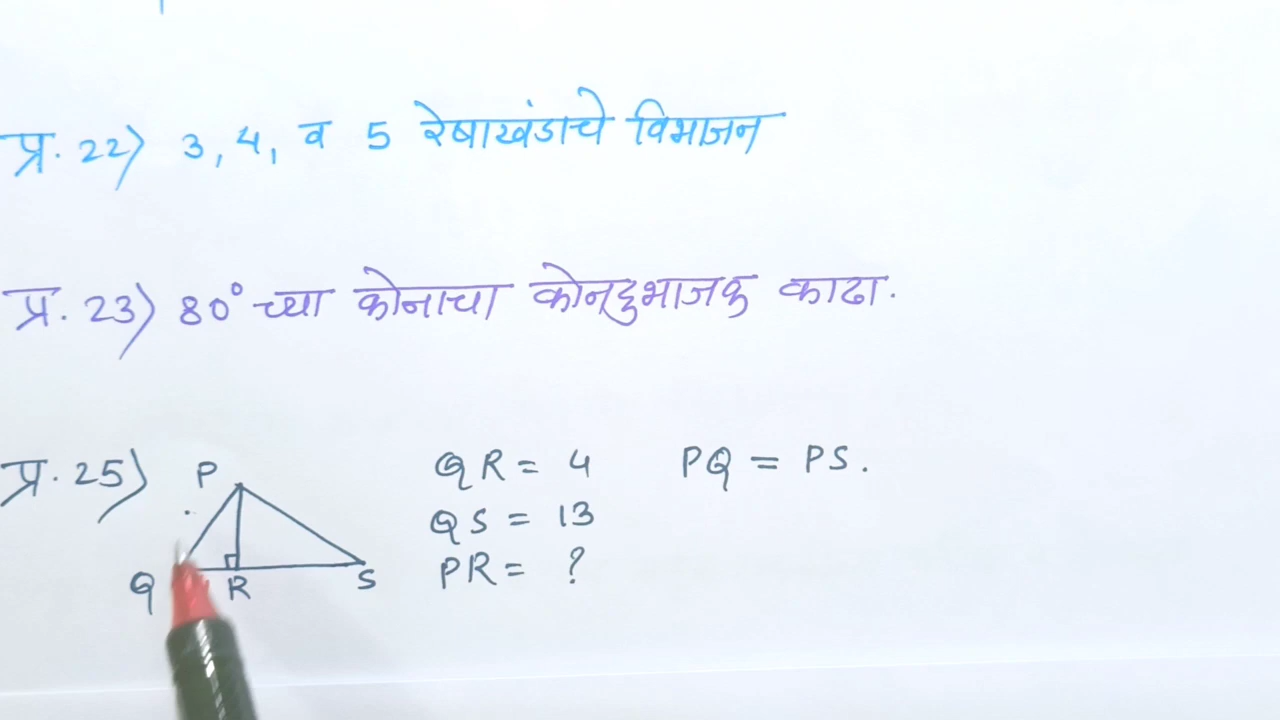 प्र. 22) 3, 4, व 5 रेषाखंडाचे विभाजन
प्र. 23) 80° च्या कोनाचा कोनदुभाजक काढा.
प्र. 25) P Q R S
QR = 4 PQ = PS.
QS = 13
PR = ?